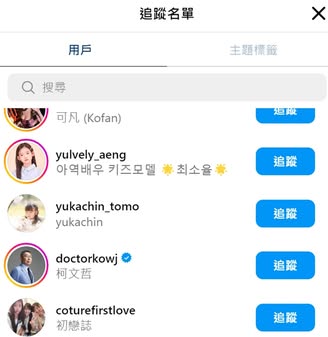 追蹤名單
用戶
主題標籤
搜尋
可凡 (Kofan)
追蹤
yulvely_aeng
아역배우 키즈모델 🌟최소율🌟
追蹤
yukachin_tomo
yukachin
追蹤
doctorkowj
柯文哲
追蹤
coturefirstlove
初戀誌
追蹤